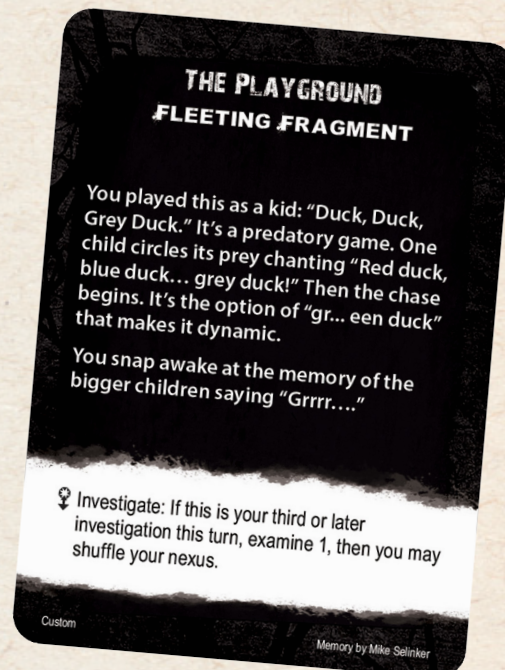 THE PLAYGROUND
FLEETING FRAGMENT
You played this as a kid: “Duck, Duck,
Grey Duck.” It’s a predatory game. One
child circles its prey chanting “Red duck,
blue duck... grey duck!” Then the chase
begins. It’s the option of “gr... een duck”
that makes it dynamic.
You snap awake at the memory of the
bigger children saying “Grrrr....”
Investigate: If this is your third or later
investigation this turn, examine 1, then you may
shuffle your nexus.
Custom
Memory by Mike Selinker